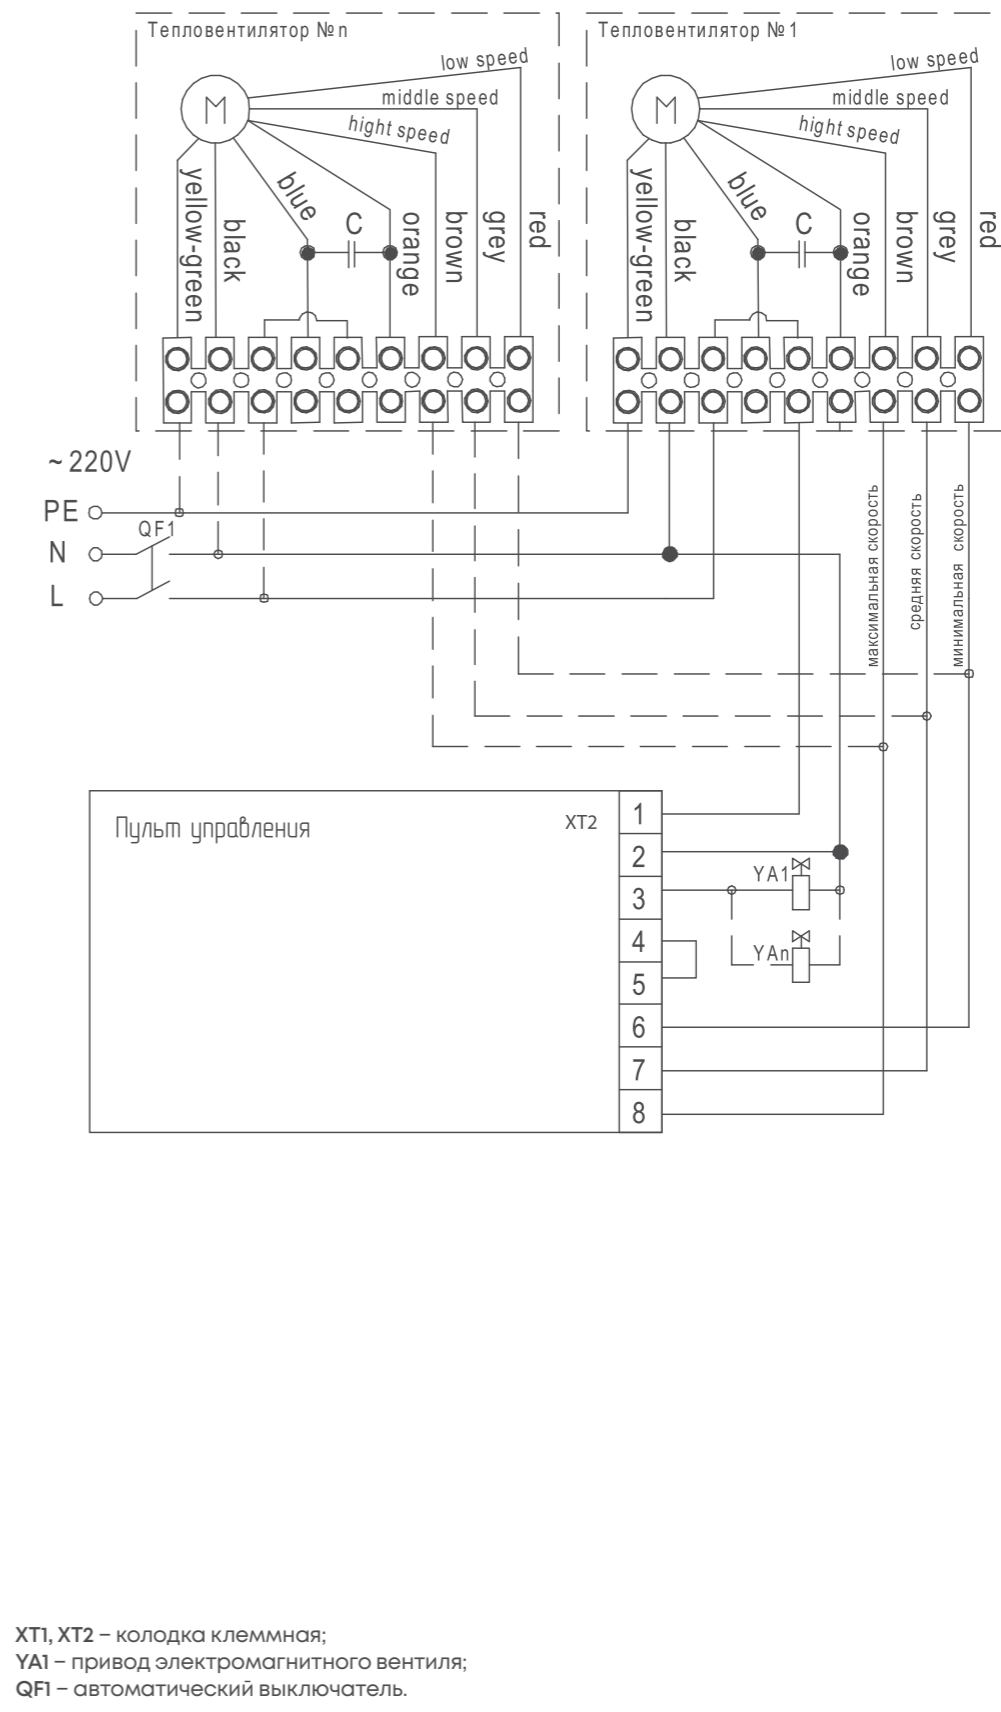 Тепловентилятор №n
low speed
middle speed
hight speed
M
yellow-green
black
blue
C
orange
brown
grey
red
Тепловентилятор №1
low speed
middle speed
hight speed
M
yellow-green
black
blue
C
orange
brown
grey
red
~220V
PE
QF1
N
L
максимальная скорость
средняя скорость
минимальная скорость
Пульт управления
XT2
1
2
3
4
5
6
7
8
YA1
YAn
XT1, XT2 – колодка клеммная;
YA1 – привод электромагнитного вентиля;
QF1 – автоматический выключатель.